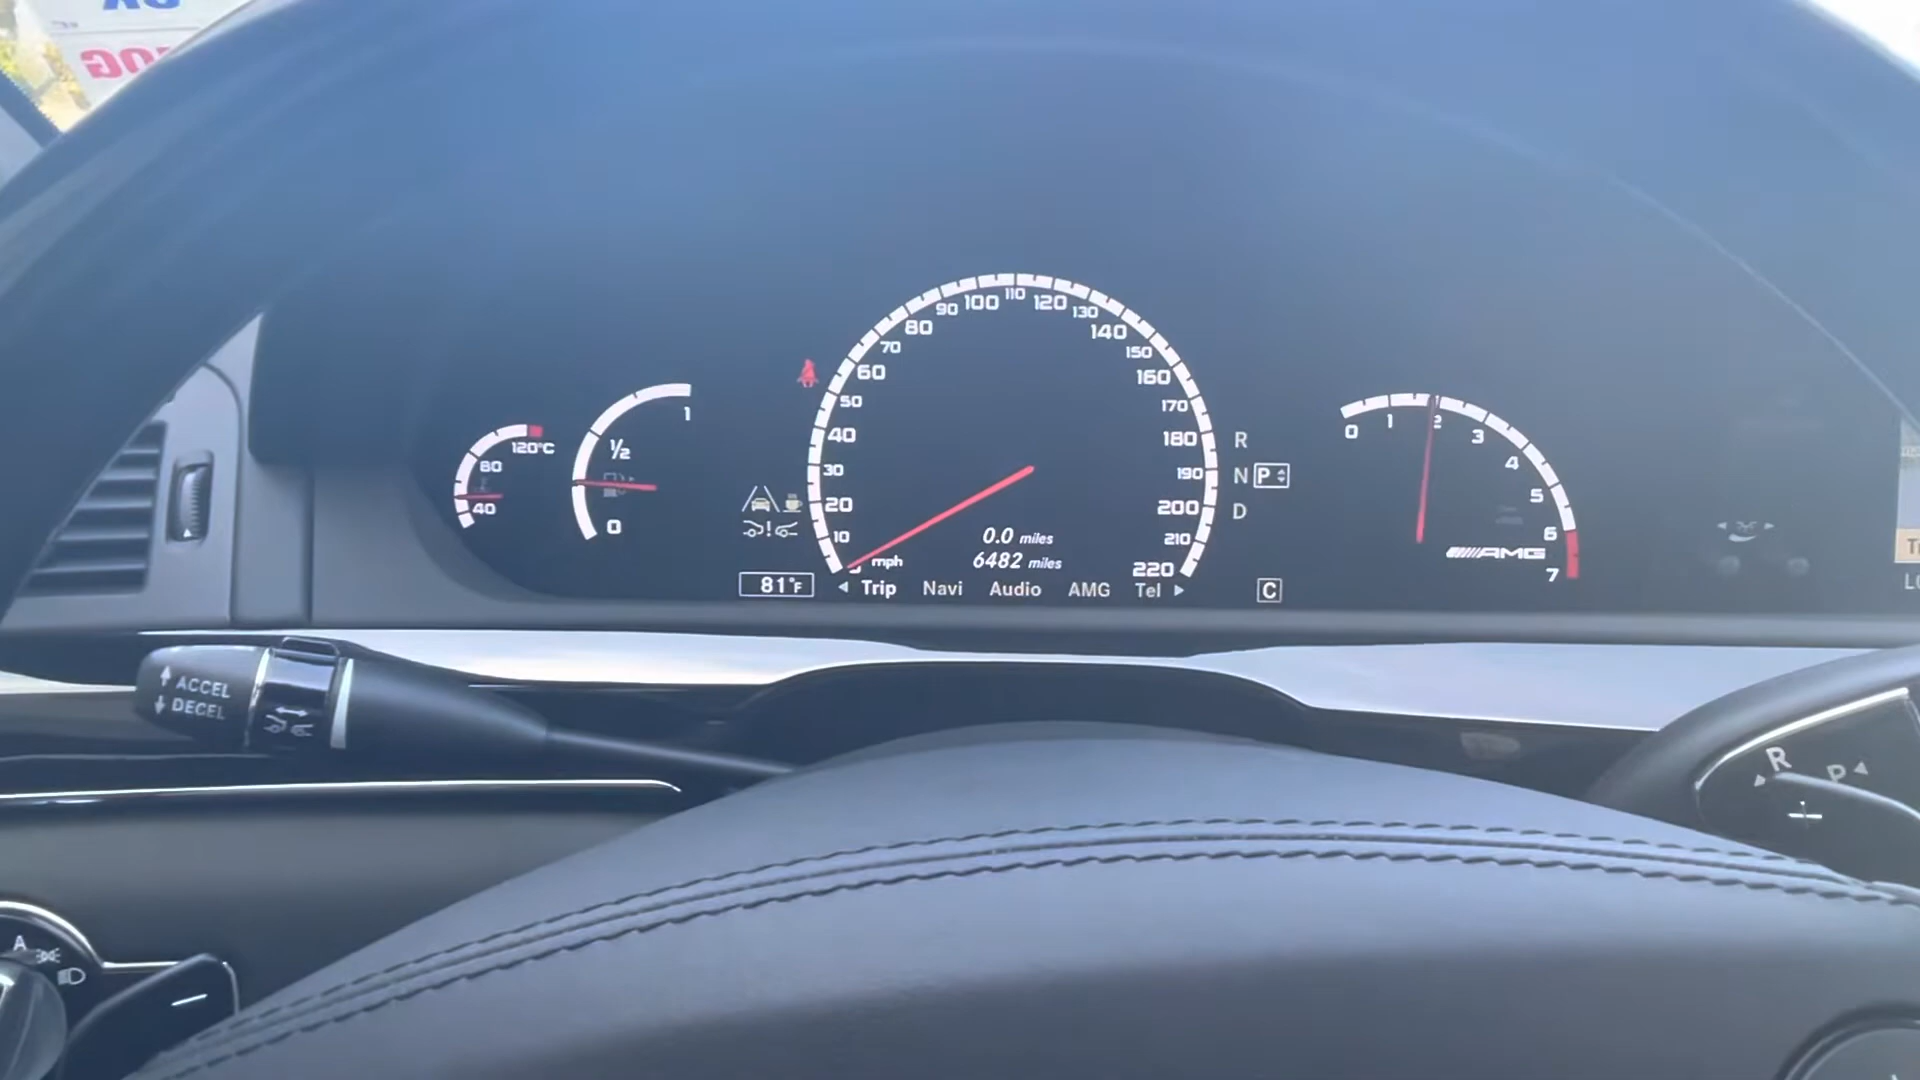 100 110 120
90 130
80 140
70 150
60 160
50 170
40 180
30 190
20 200
10 210
mph 220
120°C
80
40
1
½
0
0.0 miles
6482 miles
81°F
Trip Navi Audio AMG Tel
R
N P
D
C
0 1 2 3 4 5 6 7
AMG
ACCEL
DECEL
R P
+
A
−